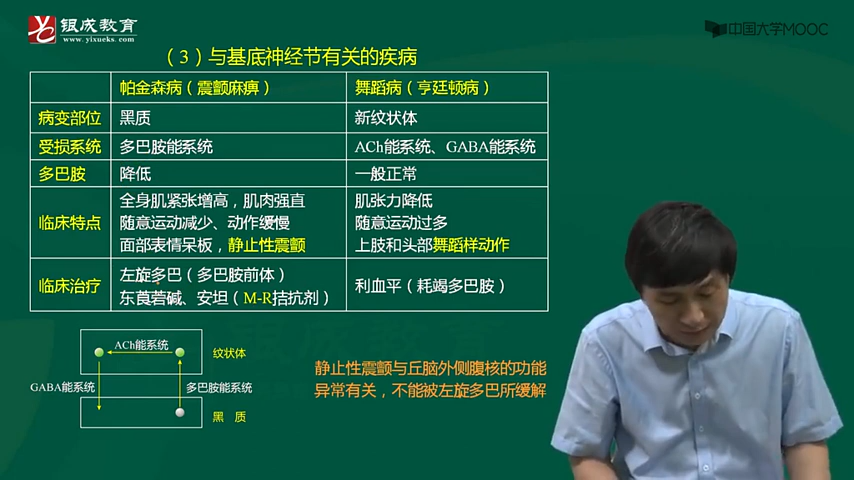 银成教育
www.yixueks.com
中国大学MOOC
（3）与基底神经节有关的疾病
帕金森病（震颤麻痹） 舞蹈病（亨廷顿病）
病变部位 黑质 新纹状体
受损系统 多巴胺能系统 ACh能系统、GABA能系统
多巴胺 降低 一般正常
临床特点 全身肌紧张增高，肌肉强直 肌张力降低
随意运动减少、动作缓慢 随意运动过多
面部表情呆板，静止性震颤 上肢和头部舞蹈样动作
临床治疗 左旋多巴（多巴胺前体） 利血平（耗竭多巴胺）
东莨菪碱、安坦（M-R拮抗剂）
ACh能系统 纹状体
GABA能系统 多巴胺能系统
黑 质
静止性震颤与丘脑外侧腹核的功能
异常有关，不能被左旋多巴所缓解